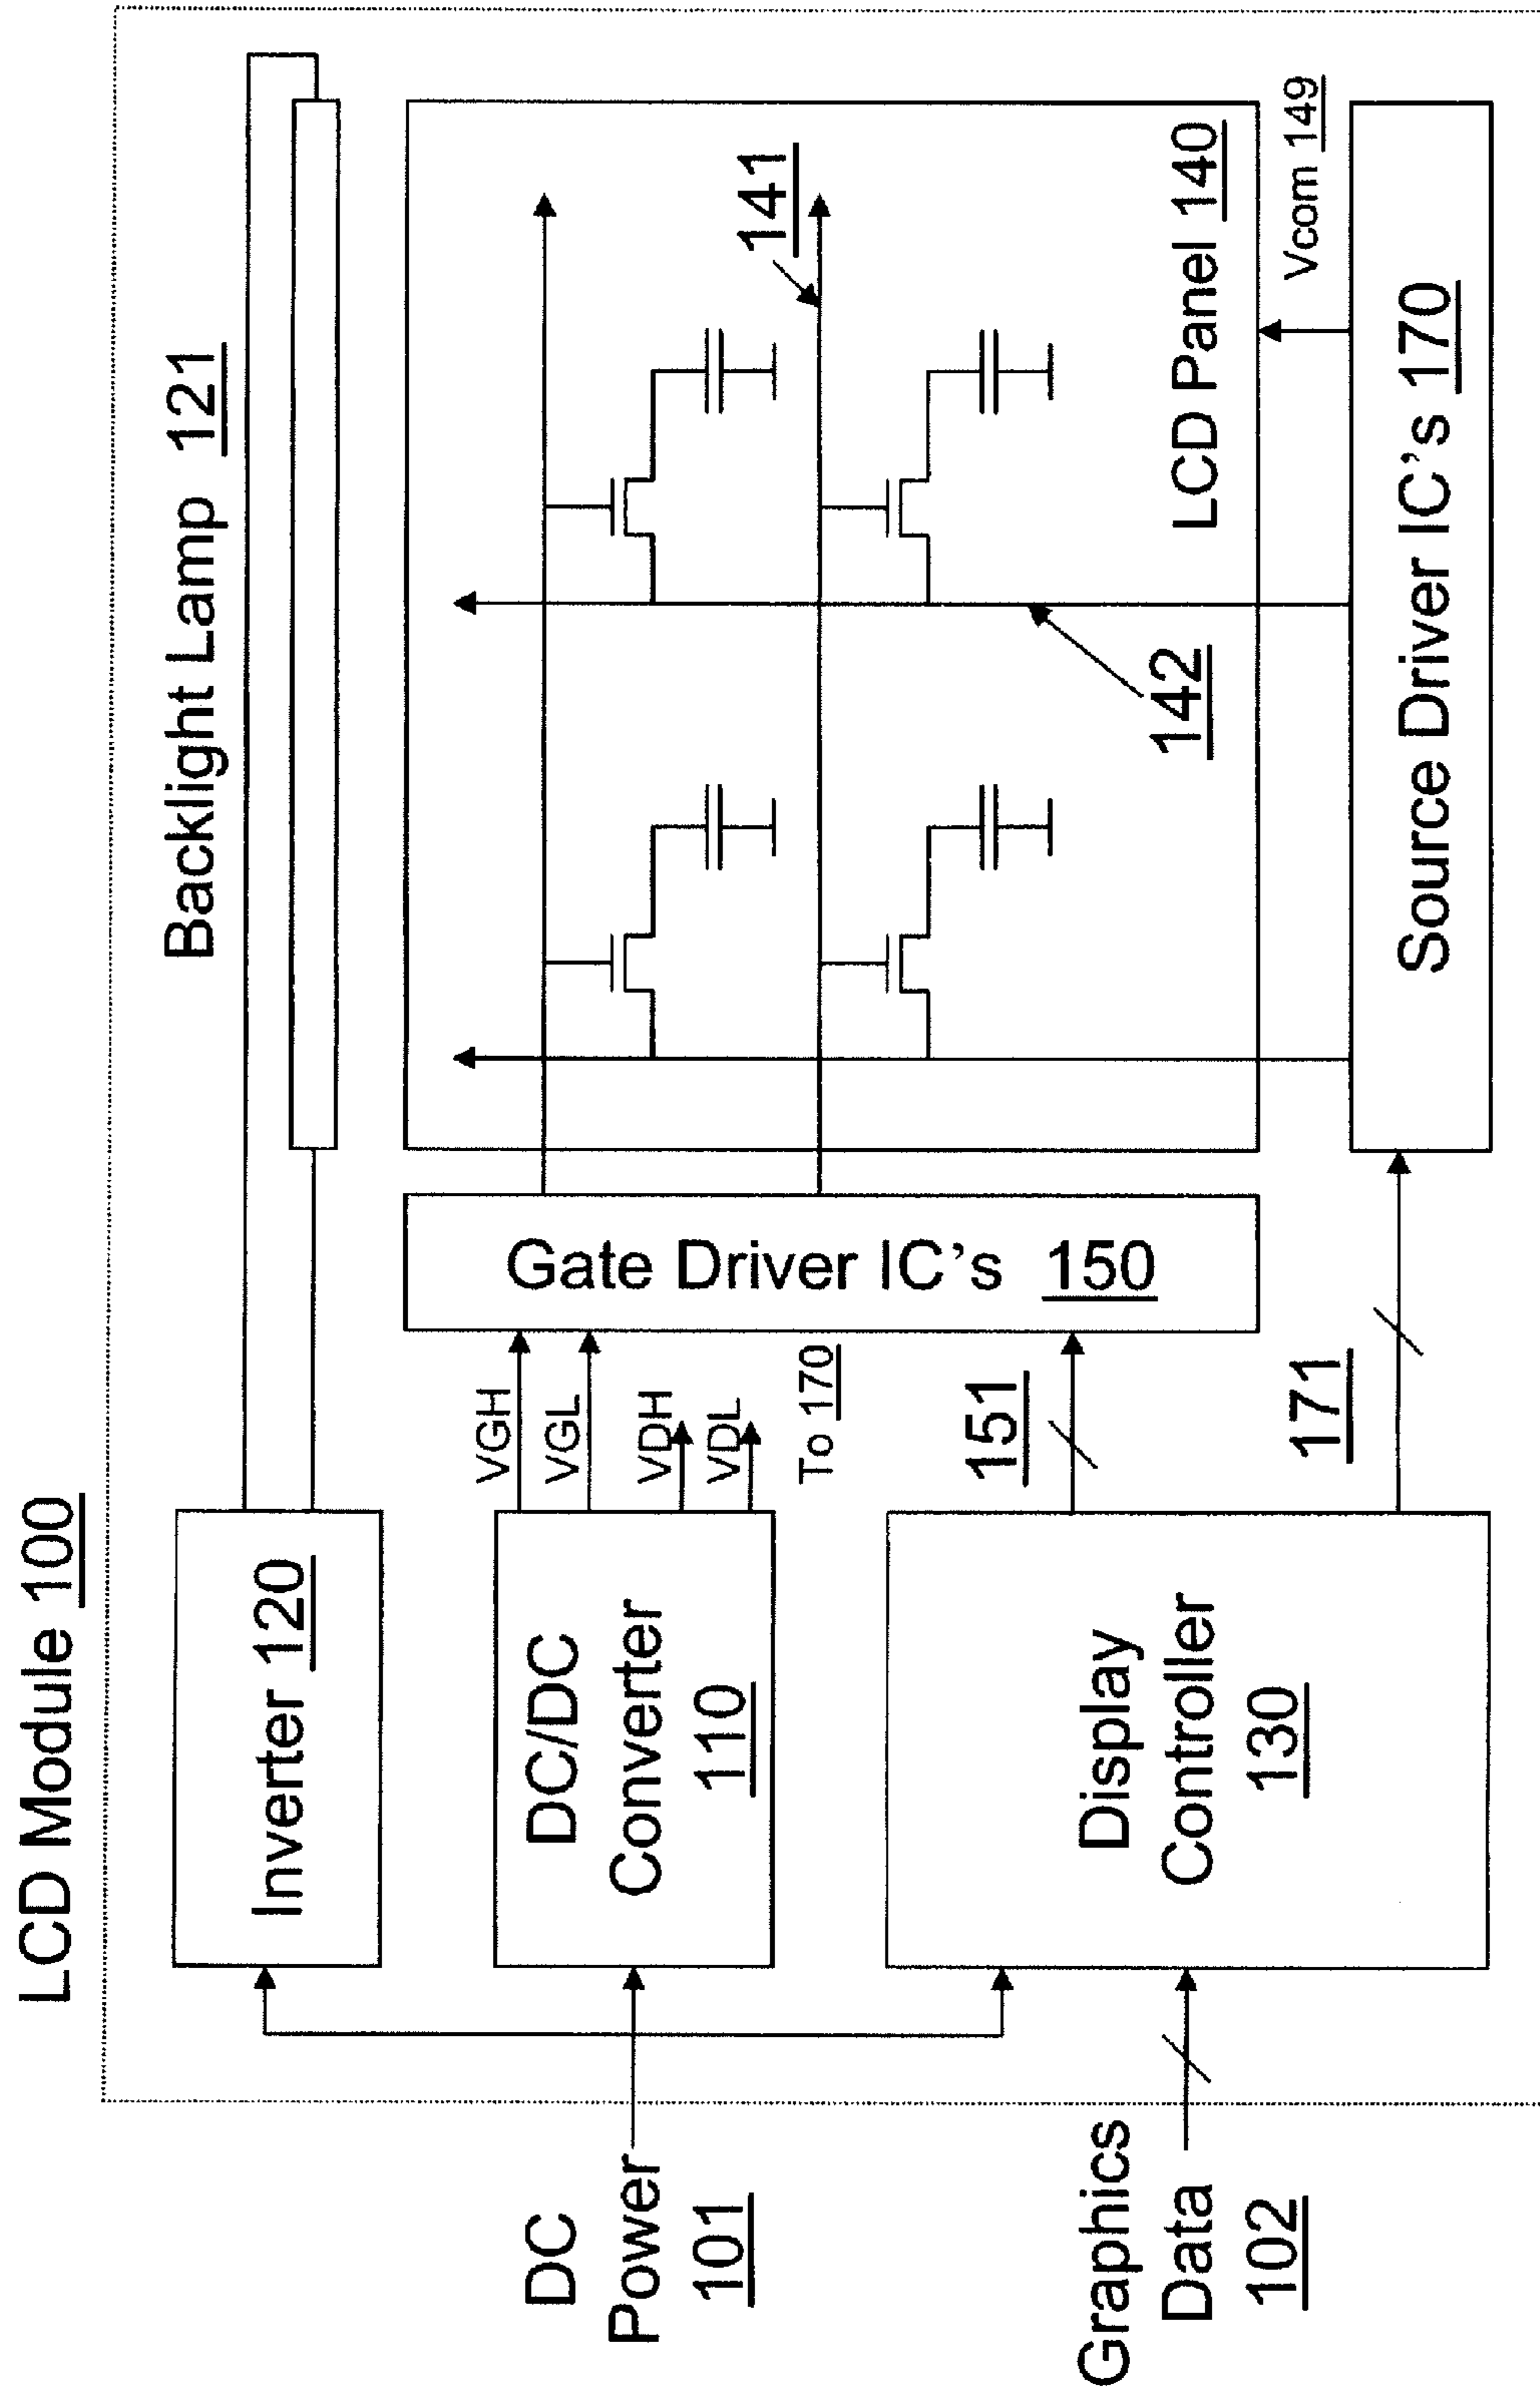 LCD Module 100
Backlight Lamp 121
Inverter 120
DC
Power
101
DC/DC
Converter
110
VGH
VGL
VDH
VDL
To 170
Gate Driver IC's 150
141
142
LCD Panel 140
Graphics
Data
102
Display
Controller
130
151
171
Vcom 149
Source Driver IC's 170